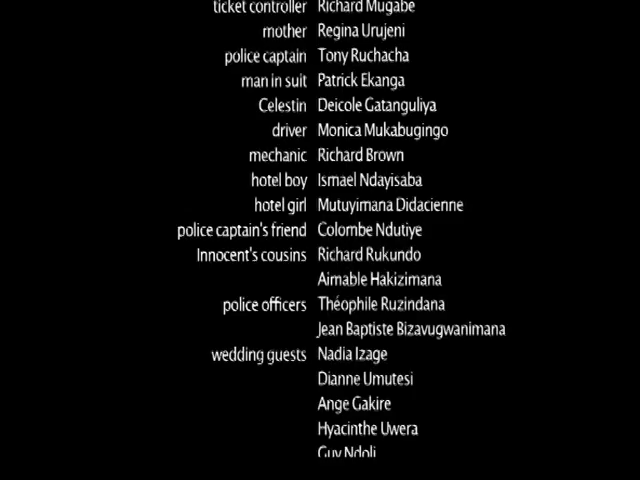 ticket controller Richard Mugabe
mother Regina Urujeni
police captain Tony Ruchacha
man in suit Patrick Ekanga
Celestin Deicole Gatanguliya
driver Monica Mukabugingo
mechanic Richard Brown
hotel boy Ismael Ndayisaba
hotel girl Mutuyimana Didacienne
police captain's friend Colombe Ndutiye
Innocent's cousins Richard Rukundo
Aimable Hakizimana
police officers Théophile Ruzindana
Jean Baptiste Bizavugwanimana
wedding guests Nadia Izage
Dianne Umutesi
Ange Gakire
Hyacinthe Uwera
Guy Ndoli